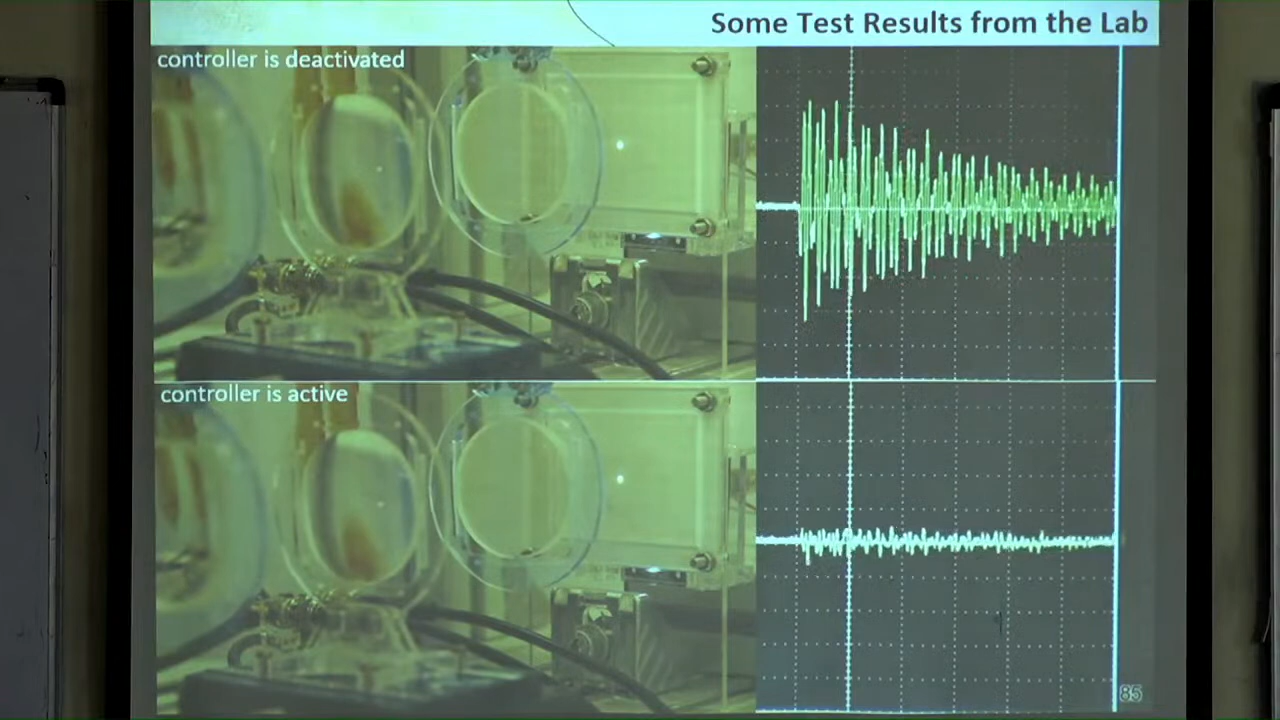 Some Test Results from the Lab
controller is deactivated
controller is active
85